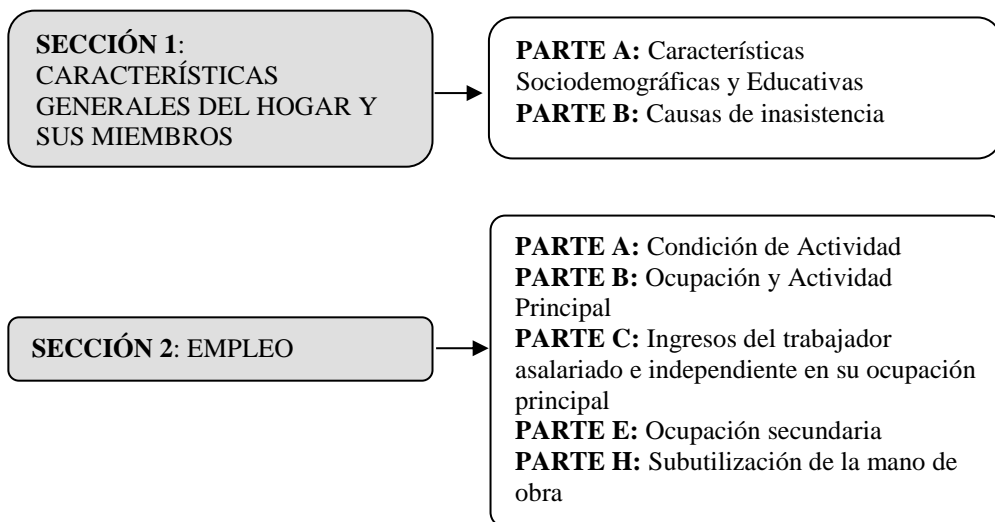 SECCIÓN 1:
CARACTERÍSTICAS
GENERALES DEL HOGAR Y
SUS MIEMBROS
PARTE A: Características
Sociodemográficas y Educativas
PARTE B: Causas de inasistencia
SECCIÓN 2: EMPLEO
PARTE A: Condición de Actividad
PARTE B: Ocupación y Actividad
Principal
PARTE C: Ingresos del trabajador
asalariado e independiente en su ocupación
principal
PARTE E: Ocupación secundaria
PARTE H: Subutilización de la mano de
obra